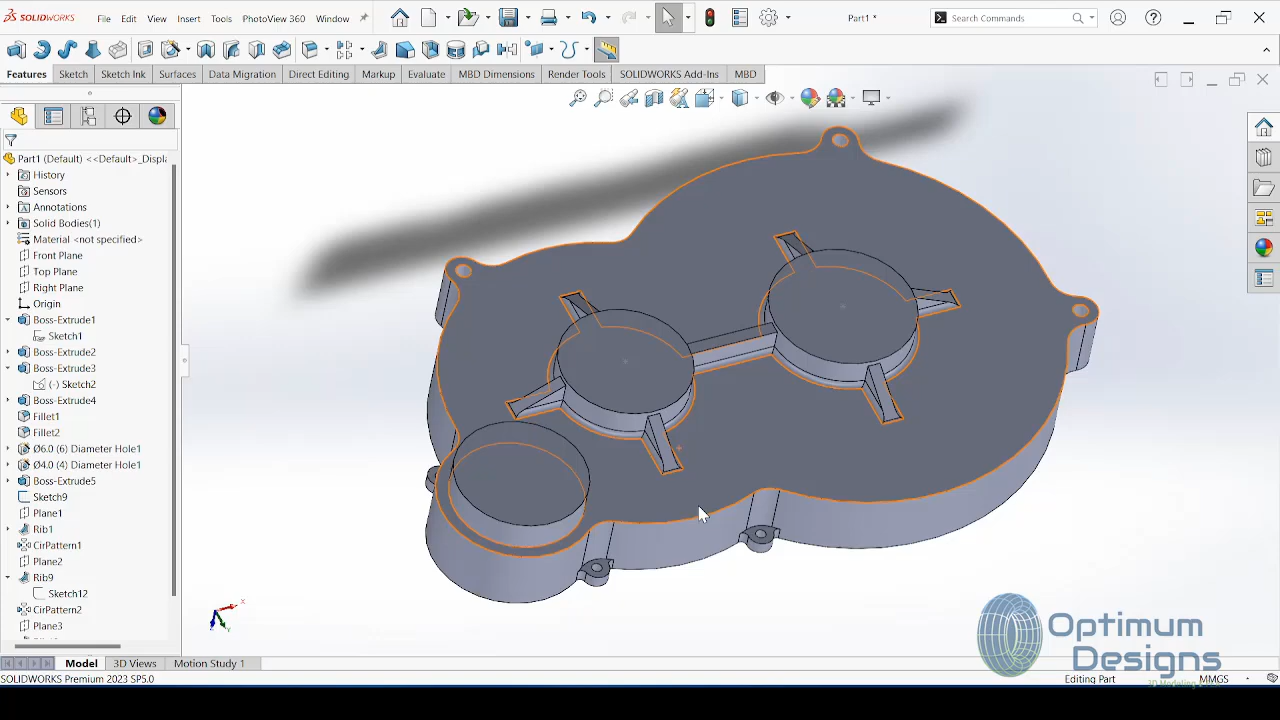 SOLIDWORKS File Edit View Insert Tools PhotoView 360 Window Part1 * Search Commands
Features Sketch Sketch Ink Surfaces Data Migration Direct Editing Markup Evaluate MBD Dimensions Render Tools SOLIDWORKS Add-Ins MBD
Part1 (Default) <<Default>_Displa
History
Sensors
Annotations
Solid Bodies(1)
Material <not specified>
Front Plane
Top Plane
Right Plane
Origin
Boss-Extrude1
Sketch1
Boss-Extrude2
Boss-Extrude3
(-) Sketch2
Boss-Extrude4
Fillet1
Fillet2
Ø6.0 (6) Diameter Hole1
Ø4.0 (4) Diameter Hole1
Boss-Extrude5
Sketch9
Plane1
Rib1
CirPattern1
Plane2
Rib9
Sketch12
CirPattern2
Plane3
Optimum
Designs
Model 3D Views Motion Study 1
SOLIDWORKS Premium 2023 SP5.0 Editing Part MMGS